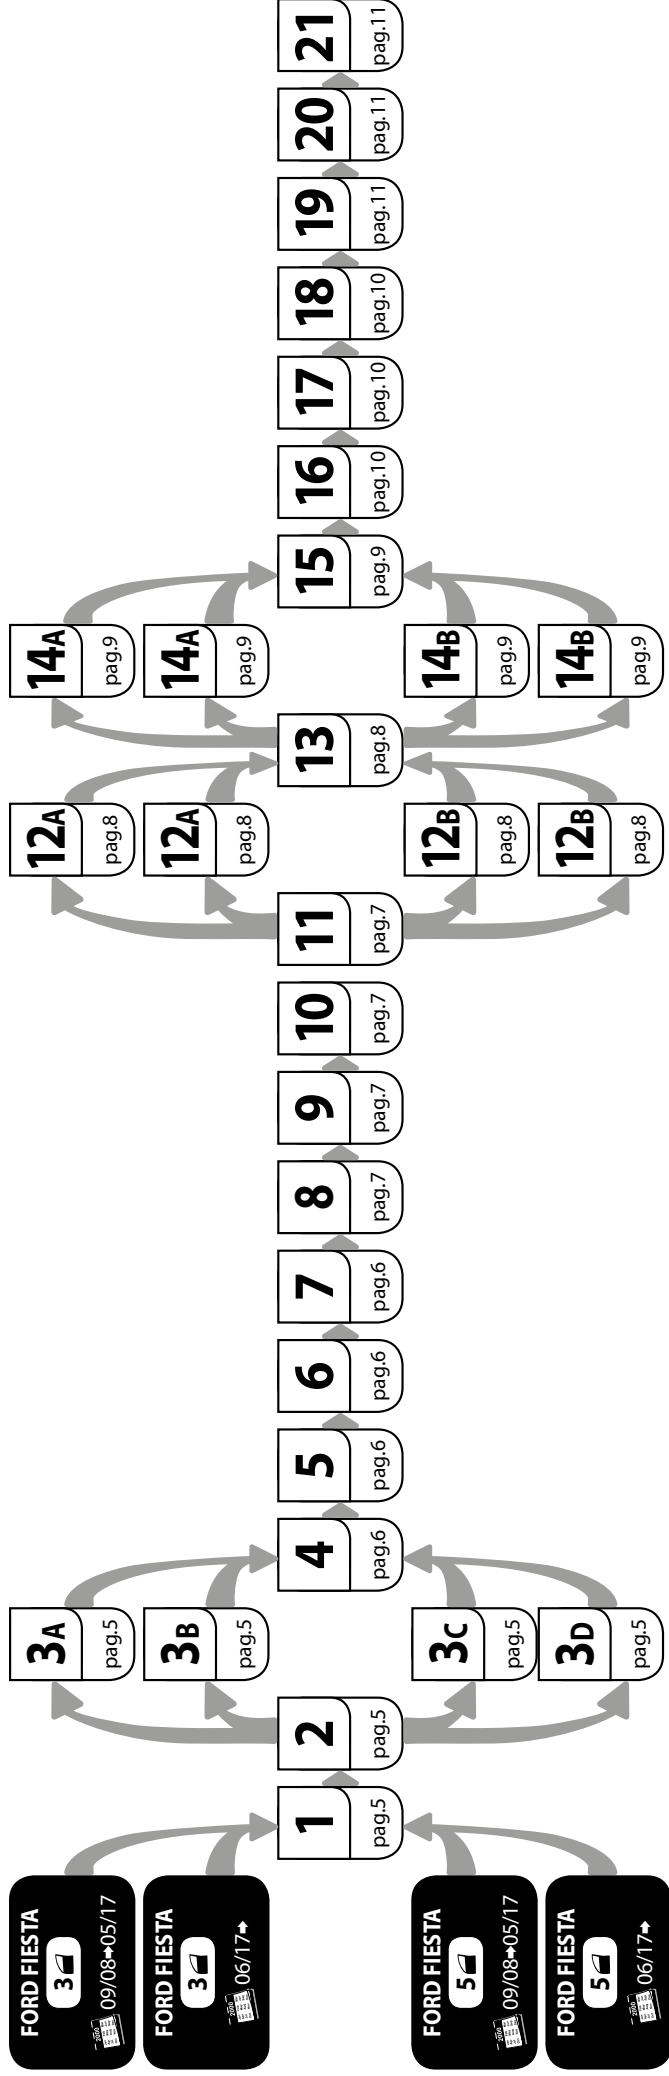 FORD FIESTA
3
2000
09/08➡05/17
FORD FIESTA
3
2000
06/17➡
FORD FIESTA
5
2000
09/08➡05/17
FORD FIESTA
5
2000
06/17➡
1
pag.5
2
pag.5
3A
pag.5
3B
pag.5
3C
pag.5
3D
pag.5
4
pag.6
5
pag.6
6
pag.6
7
pag.6
8
pag.7
9
pag.7
10
pag.7
11
pag.7
12A
pag.8
12A
pag.8
12B
pag.8
12B
pag.8
13
pag.8
14A
pag.9
14A
pag.9
14B
pag.9
14B
pag.9
15
pag.9
16
pag.10
17
pag.10
18
pag.10
19
pag.11
20
pag.11
21
pag.11